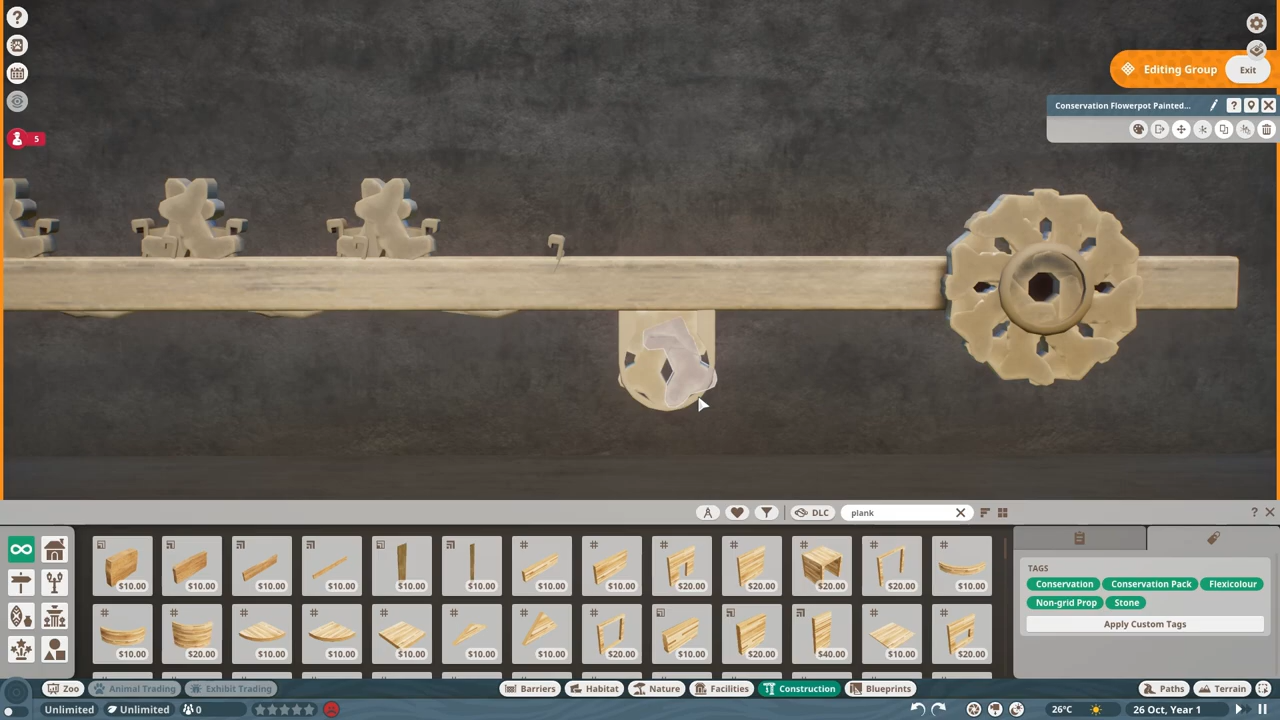 ?
Editing Group
Exit
Conservation Flowerpot Painted...
?
5
DLC
plank
?
$10.00 $10.00 $10.00 $10.00 $10.00 $10.00 $10.00 $10.00 $20.00 $20.00 $20.00 $20.00 $10.00
$10.00 $20.00 $10.00 $10.00 $10.00 $10.00 $10.00 $20.00 $10.00 $20.00 $40.00 $10.00 $20.00
TAGS
Conservation Conservation Pack Flexicolour
Non-grid Prop Stone
Apply Custom Tags
Zoo Animal Trading Exhibit Trading Barriers Habitat Nature Facilities Construction Blueprints Paths Terrain
Unlimited Unlimited 0 26°C 26 Oct, Year 1